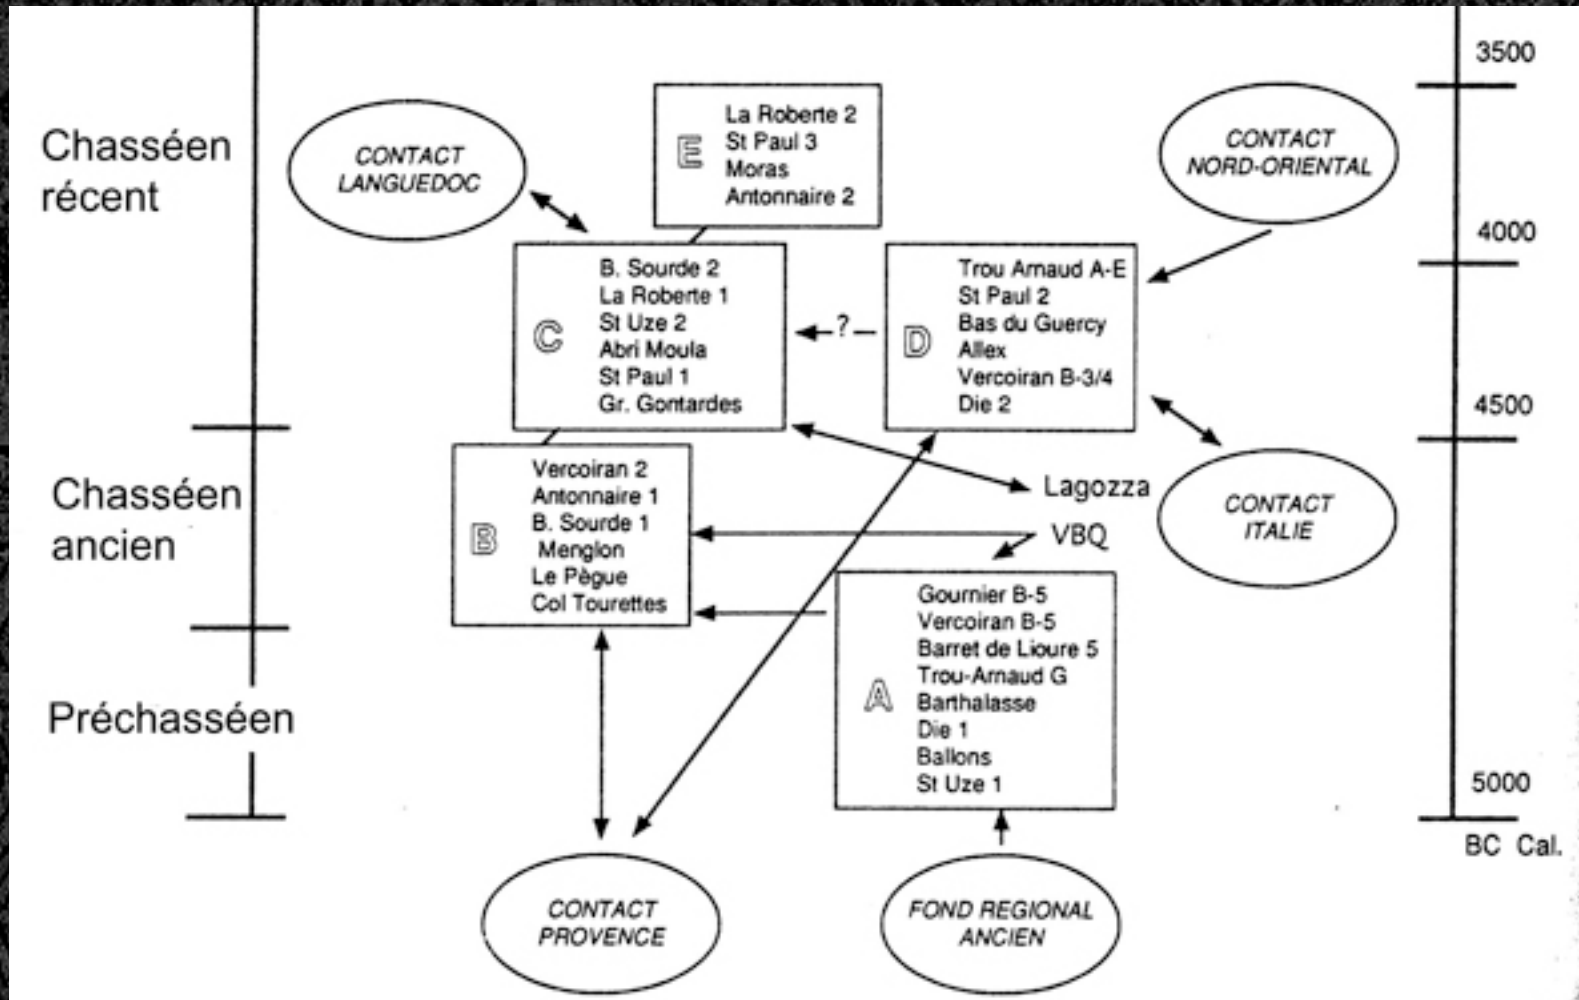 Chasséen
récent
Chasséen
ancien
Préchasséen
CONTACT
LANGUEDOC
E
La Roberte 2
St Paul 3
Moras
Antonnaire 2
CONTACT
NORD-ORIENTAL
C
B. Sourde 2
La Roberte 1
St Uze 2
Abri Moula
St Paul 1
Gr. Gontardes
?
D
Trou Arnaud A-E
St Paul 2
Bas du Guercy
Allex
Vercoiran B-3/4
Die 2
B
Vercoiran 2
Antonnaire 1
B. Sourde 1
Menglon
Le Pègue
Col Tourettes
Lagozza
VBQ
CONTACT
ITALIE
A
Gournier B-5
Vercoiran B-5
Barret de Lioure 5
Trou-Arnaud G
Barthalasse
Die 1
Ballons
St Uze 1
CONTACT
PROVENCE
FOND REGIONAL
ANCIEN
3500
4000
4500
5000
BC Cal.